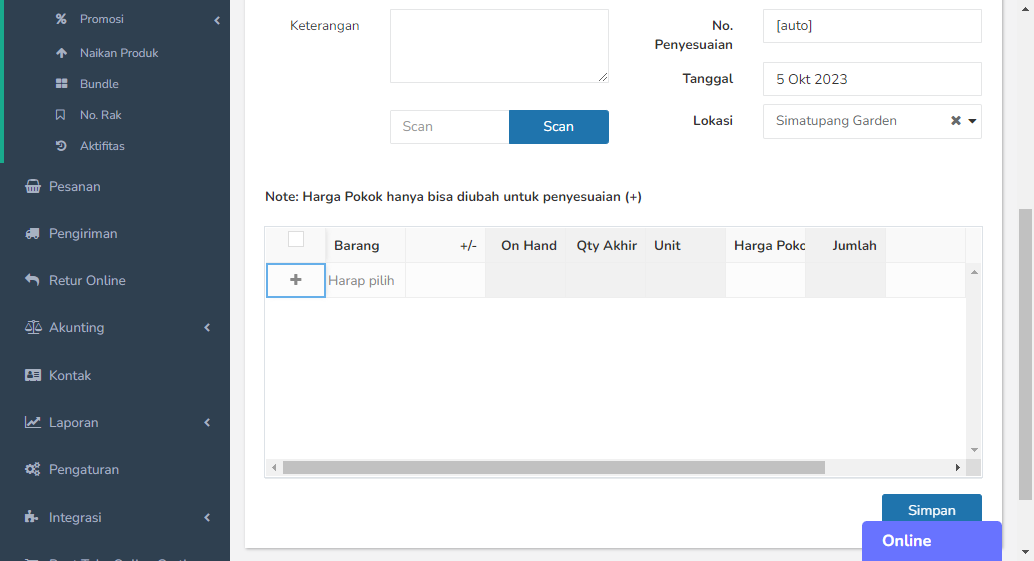 Promosi
Naikan Produk
Bundle
No. Rak
Aktifitas
Pesanan
Pengiriman
Retur Online
Akunting
Kontak
Laporan
Pengaturan
Integrasi
Keterangan
Scan
Scan
No.
Penyesuaian
[auto]
Tanggal
5 Okt 2023
Lokasi
Simatupang Garden
Note: Harga Pokok hanya bisa diubah untuk penyesuaian (+)
Barang +/- On Hand Qty Akhir Unit Harga Poko Jumlah
Harap pilih
Simpan
Online